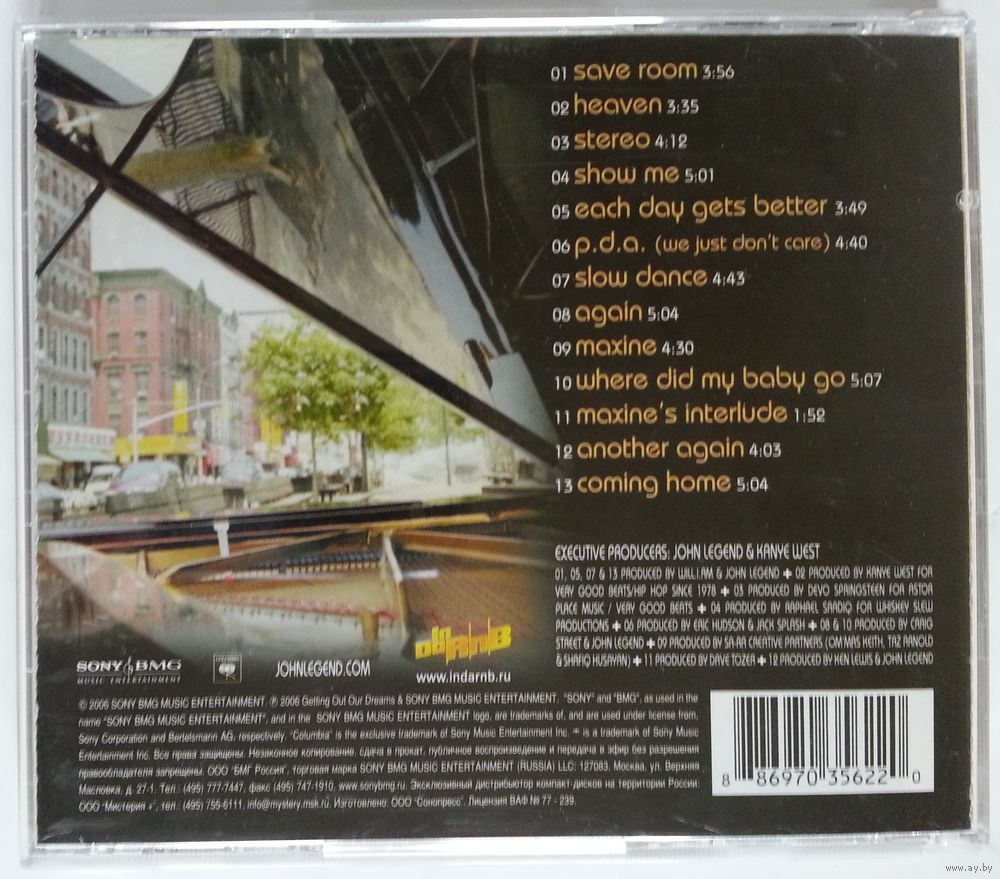 01 save room 3:56
02 heaven 3:35
03 stereo 4:12
04 show me 5:01
05 each day gets better 3:49
06 p.d.a. (we just don't care) 4:40
07 slow dance 4:43
08 again 5:04
09 maxine 4:30
10 where did my baby go 5:07
11 maxine's interlude 1:52
12 another again 4:03
13 coming home 5:04
EXECUTIVE PRODUCERS: JOHN LEGEND & KANYE WEST
01, 05, 07 & 13 PRODUCED BY WILL.I.AM & JOHN LEGEND ✚ 02 PRODUCED BY KANYE WEST FOR
VERY GOOD BEATS/HIP HOP SINCE 1978 ✚ 03 PRODUCED BY DEVO SPRINGSTEEN FOR ASTOR
PLACE MUSIC / VERY GOOD BEATS ✚ 04 PRODUCED BY RAPHAEL SAADIQ FOR WHISKEY SLEW
PRODUCTIONS ✚ 06 PRODUCED BY ERIC HUDSON & JACK SPLASH ✚ 08 & 10 PRODUCED BY CRAIG
STREET & JOHN LEGEND ✚ 09 PRODUCED BY SA-RA CREATIVE PARTNERS (OM'MAS KEITH, TAZ ARNOLD
& SHAFIQ HUSAYAN) ✚ 11 PRODUCED BY DAVE TOZER ✚ 12 PRODUCED BY KEN LEWIS & JOHN LEGEND
SONY BMG
MUSIC ENTERTAINMENT
COLUMBIA
JOHNLEGEND.COM
www.indarnb.ru
© 2006 SONY BMG MUSIC ENTERTAINMENT. ℗ 2006 Getting Out Our Dreams & SONY BMG MUSIC ENTERTAINMENT. "SONY" and "BMG", as used in the
name "SONY BMG MUSIC ENTERTAINMENT", and in the SONY BMG MUSIC ENTERTAINMENT logo, are trademarks of, and are used under license from,
Sony Corporation and Bertelsmann AG, respectively. "Columbia" is the exclusive trademark of Sony Music Entertainment Inc. is a trademark of Sony Music
Entertainment Inc. Все права защищены. Незаконное копирование, сдача в прокат, публичное воспроизведение и передача в эфир без разрешения
правообладателя запрещены. ООО "БМГ Россия", торговая марка SONY BMG MUSIC ENTERTAINMENT (RUSSIA) LLC: 127083, Москва, ул. Верхняя
Масловка, д. 27-1. Тел.: (495) 777-7447, факс (495) 747-1910, www.sonybmg.ru. Эксклюзивный дистрибьютор компакт-дисков на территории России:
ООО "Мистерия +", тел.: (495) 755-6111, info@mystery.msk.ru. Изготовлено: ООО "Сонопресс". Лицензия ВАФ № 77 - 239.
8 86970 35622 0
www.ay.by